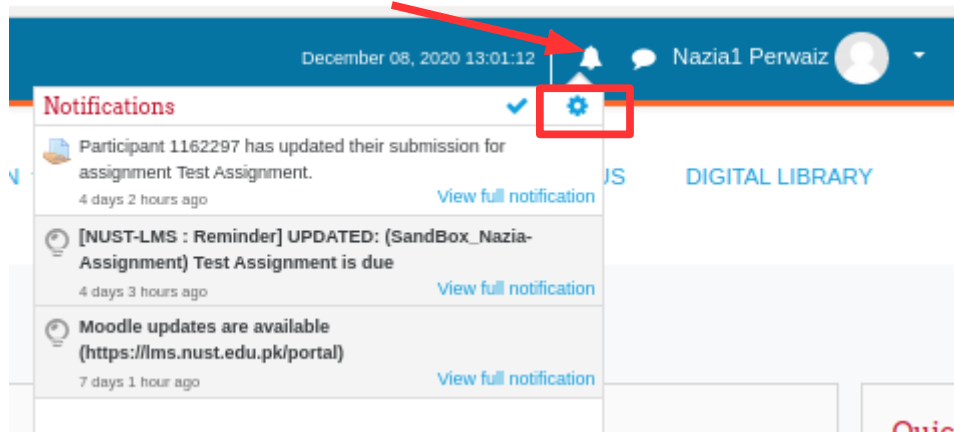 December 08, 2020 13:01:12
Nazia1 Perwaiz
Notifications
Participant 1162297 has updated their submission for
assignment Test Assignment.
4 days 2 hours ago
View full notification
[NUST-LMS : Reminder] UPDATED: (SandBox_Nazia-
Assignment) Test Assignment is due
4 days 3 hours ago
View full notification
Moodle updates are available
(https://lms.nust.edu.pk/portal)
7 days 1 hour ago
View full notification
N
US
DIGITAL LIBRARY